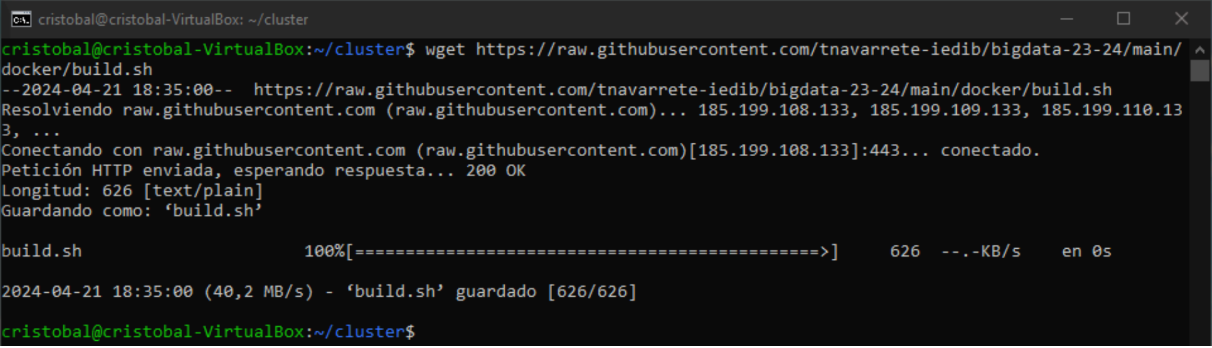 cristobal@cristobal-VirtualBox: ~/cluster
cristobal@cristobal-VirtualBox:~/cluster$ wget https://raw.githubusercontent.com/tnavarrete-iedib/bigdata-23-24/main/
docker/build.sh
--2024-04-21 18:35:00--  https://raw.githubusercontent.com/tnavarrete-iedib/bigdata-23-24/main/docker/build.sh
Resolviendo raw.githubusercontent.com (raw.githubusercontent.com)... 185.199.108.133, 185.199.109.133, 185.199.110.13
3, ...
Conectando con raw.githubusercontent.com (raw.githubusercontent.com)[185.199.108.133]:443... conectado.
Petición HTTP enviada, esperando respuesta... 200 OK
Longitud: 626 [text/plain]
Guardando como: ‘build.sh’
build.sh                      100%[==============================================>]     626  --.-KB/s    en 0s
2024-04-21 18:35:00 (40,2 MB/s) - ‘build.sh’ guardado [626/626]
cristobal@cristobal-VirtualBox:~/cluster$